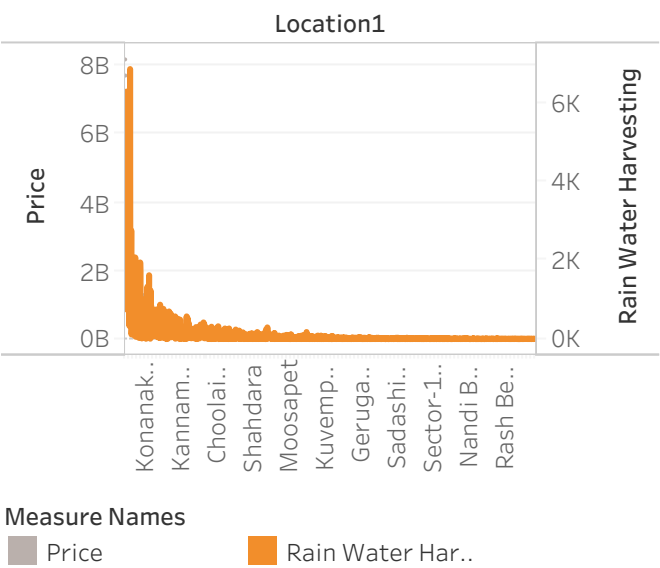 Location1
8B
6B
4B
2B
0B
Price
6K
4K
2K
0K
Rain Water Harvesting
Konanak..
Kannam..
Choolai..
Shahdara
Moosapet
Kuvemp..
Geruga..
Sadashi..
Sector-1..
Nandi B..
Rash Be..
Measure Names
Price
Rain Water Har..